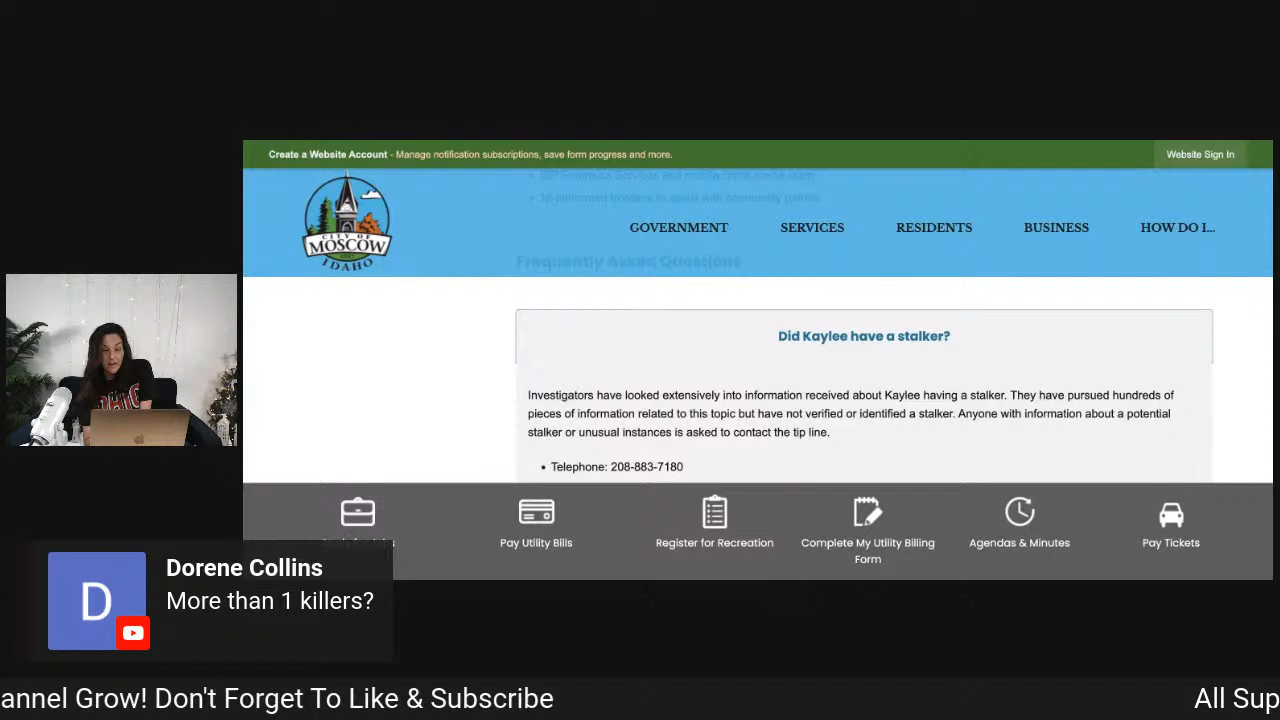 Create a Website Account - Manage notification subscriptions, save form progress and more.
Website Sign In
CITY OF
MOSCOW
IDAHO
GOVERNMENT
SERVICES
RESIDENTS
BUSINESS
HOW DO I...
Frequently Asked Questions
Did Kaylee have a stalker?
Investigators have looked extensively into information received about Kaylee having a stalker. They have pursued hundreds of
pieces of information related to this topic but have not verified or identified a stalker. Anyone with information about a potential
stalker or unusual instances is asked to contact the tip line.
• Telephone: 208-883-7180
Pay Utility Bills
Register for Recreation
Complete My Utility Billing
Form
Agendas & Minutes
Pay Tickets
D
Dorene Collins
More than 1 killers?
annel Grow! Don't Forget To Like & Subscribe
All Sup